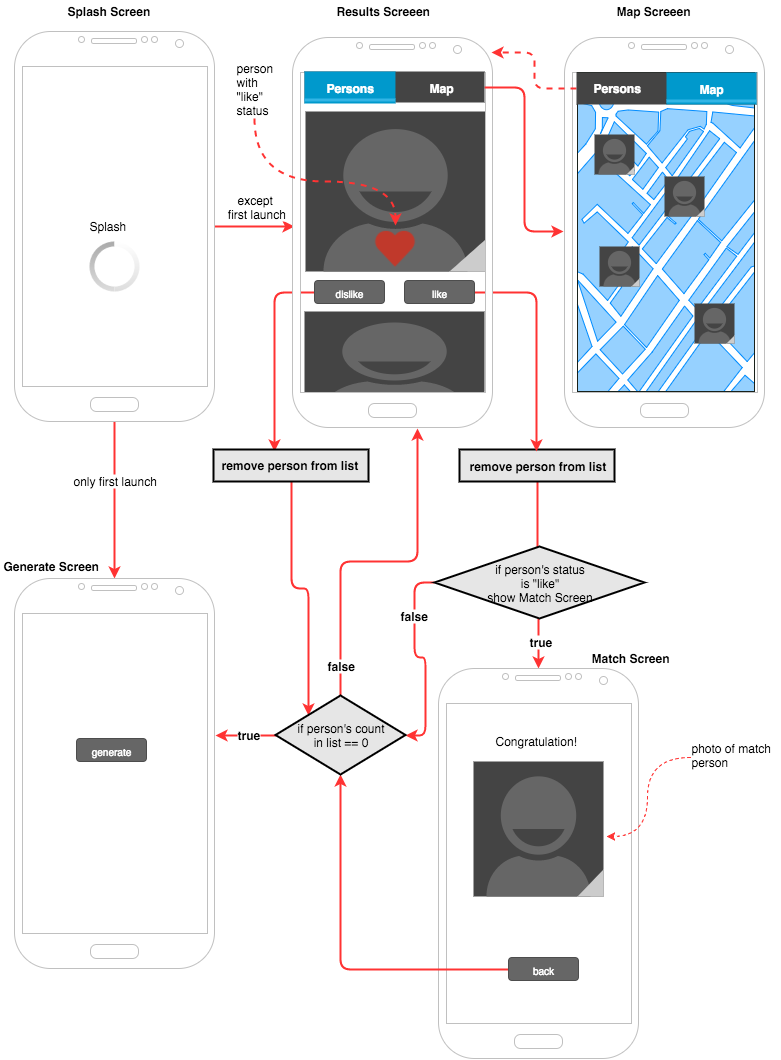 Splash Screen
Results Screeen
Map Screeen
person
with
"like"
status
Persons
Map
Persons
Map
Splash
except
first launch
dislike
like
remove person from list
remove person from list
only first launch
if person's status
is "like"
show Match Screen
Generate Screen
false
true
false
Match Screen
if person's count
in list == 0
true
generate
Congratulation!
photo of match
person
back